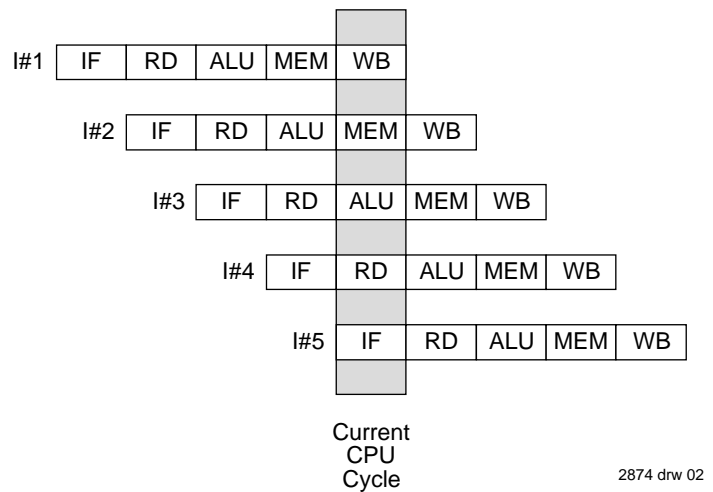 I#1 IF RD ALU MEM WB
I#2 IF RD ALU MEM WB
I#3 IF RD ALU MEM WB
I#4 IF RD ALU MEM WB
I#5 IF RD ALU MEM WB
Current
CPU
Cycle
2874 drw 02